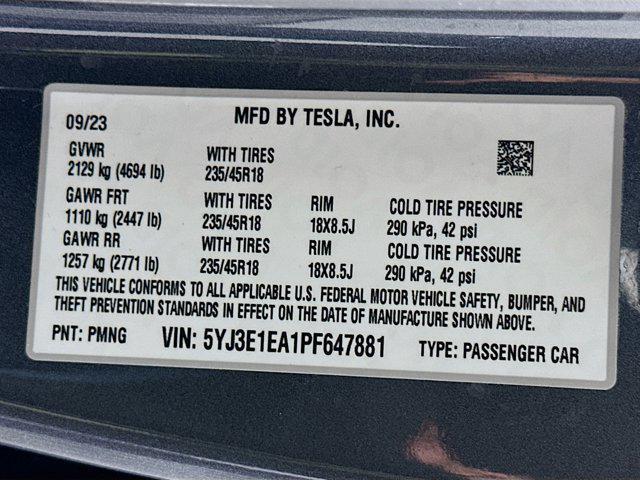 MFD BY TESLA, INC.
09/23
GVWR WITH TIRES
2129 kg (4694 lb) 235/45R18
GAWR FRT WITH TIRES RIM COLD TIRE PRESSURE
1110 kg (2447 lb) 235/45R18 18X8.5J 290 kPa, 42 psi
GAWR RR WITH TIRES RIM COLD TIRE PRESSURE
1257 kg (2771 lb) 235/45R18 18X8.5J 290 kPa, 42 psi
THIS VEHICLE CONFORMS TO ALL APPLICABLE U.S. FEDERAL MOTOR VEHICLE SAFETY, BUMPER, AND
THEFT PREVENTION STANDARDS IN EFFECT ON THE DATE OF MANUFACTURE SHOWN ABOVE.
PNT: PMNG VIN: 5YJ3E1EA1PF647881 TYPE: PASSENGER CAR